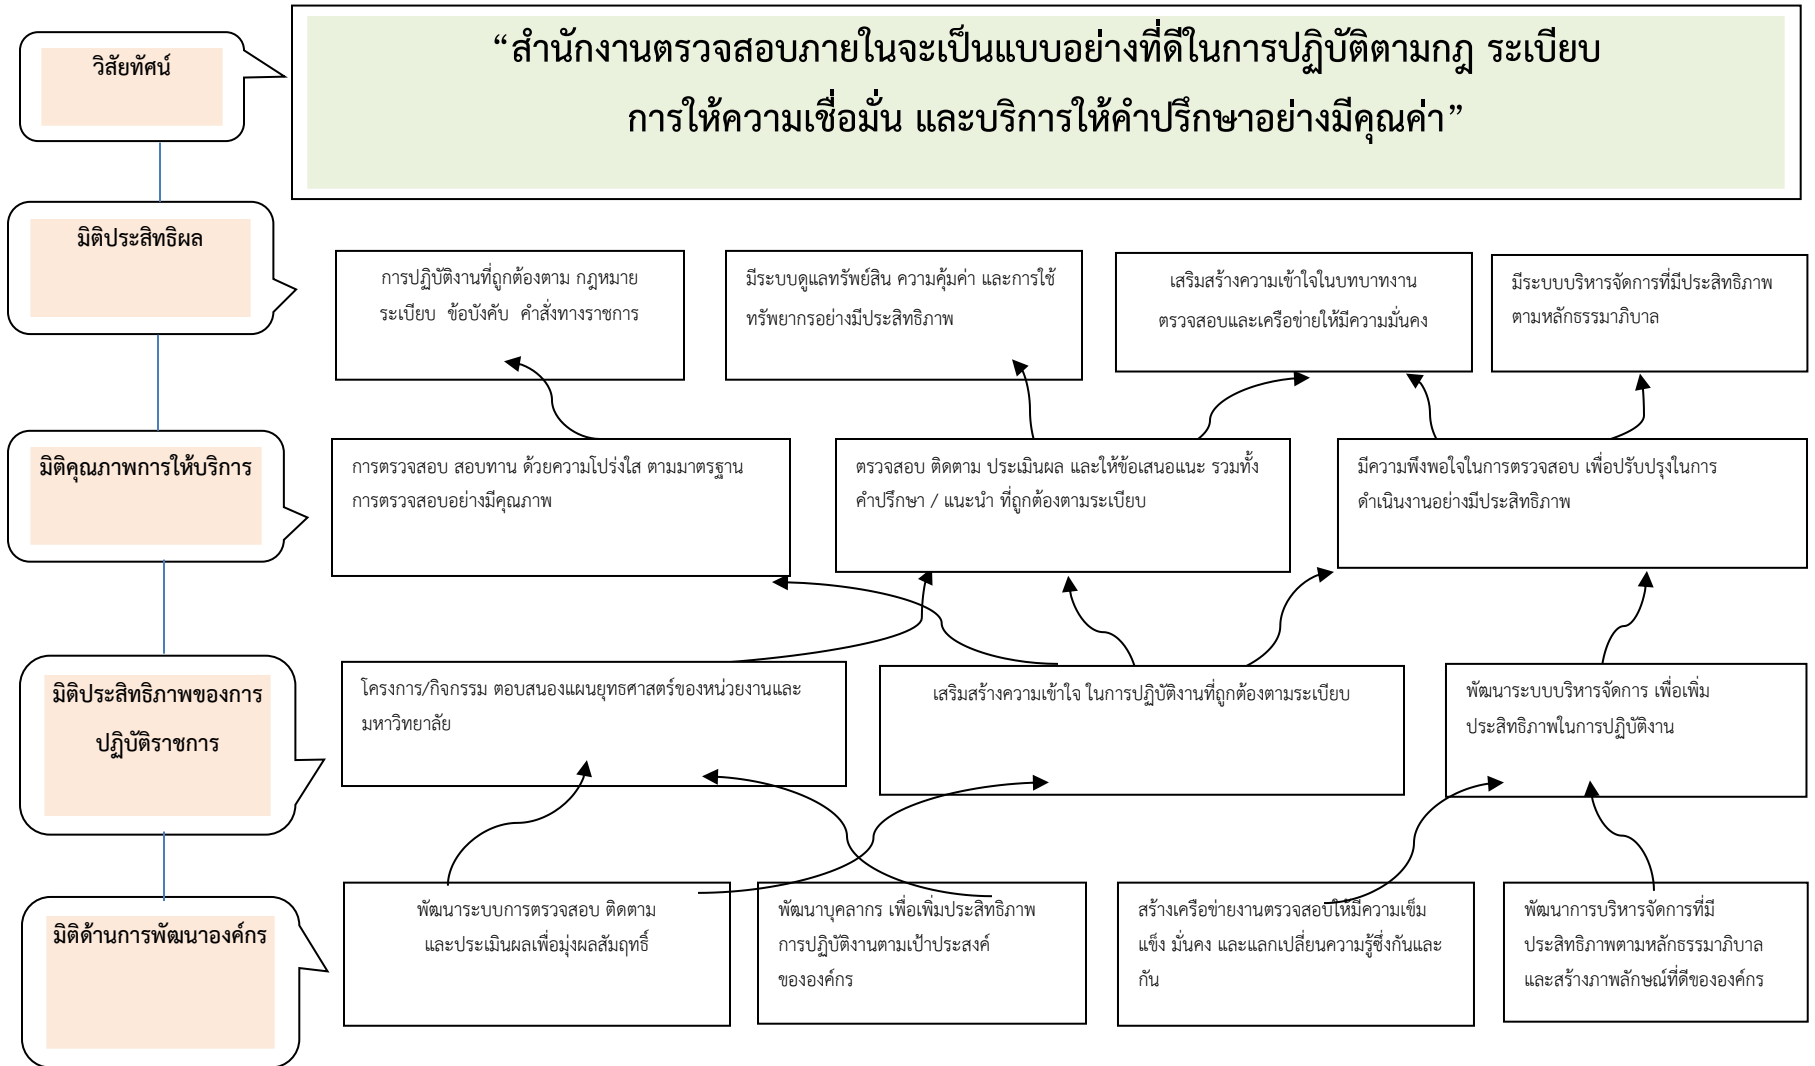 วิสัยทัศน์
“สำนักงานตรวจสอบภายในจะเป็นแบบอย่างที่ดีในการปฏิบัติตามกฎ ระเบียบ
การให้ความเชื่อมั่น และบริการให้คำปรึกษาอย่างมีคุณค่า”
มิติประสิทธิผล
การปฏิบัติงานที่ถูกต้องตาม กฎหมาย
ระเบียบ ข้อบังคับ คำสั่งทางราชการ
มีระบบดูแลทรัพย์สิน ความคุ้มค่า และการใช้
ทรัพยากรอย่างมีประสิทธิภาพ
เสริมสร้างความเข้าใจในบทบาทงาน
ตรวจสอบและเครือข่ายให้มีความมั่นคง
มีระบบบริหารจัดการที่มีประสิทธิภาพ
ตามหลักธรรมาภิบาล
มิติคุณภาพการให้บริการ
การตรวจสอบ สอบทาน ด้วยความโปร่งใส ตามมาตรฐาน
การตรวจสอบอย่างมีคุณภาพ
ตรวจสอบ ติดตาม ประเมินผล และให้ข้อเสนอแนะ รวมทั้ง
คำปรึกษา / แนะนำ ที่ถูกต้องตามระเบียบ
มีความพึงพอใจในการตรวจสอบ เพื่อปรับปรุงในการ
ดำเนินงานอย่างมีประสิทธิภาพ
มิติประสิทธิภาพของการ
ปฏิบัติราชการ
โครงการ/กิจกรรม ตอบสนองแผนยุทธศาสตร์ของหน่วยงานและ
มหาวิทยาลัย
เสริมสร้างความเข้าใจ ในการปฏิบัติงานที่ถูกต้องตามระเบียบ
พัฒนาระบบบริหารจัดการ เพื่อเพิ่ม
ประสิทธิภาพในการปฏิบัติงาน
มิติด้านการพัฒนาองค์กร
พัฒนาระบบการตรวจสอบ ติดตาม
และประเมินผลเพื่อมุ่งผลสัมฤทธิ์
พัฒนาบุคลากร เพื่อเพิ่มประสิทธิภาพ
การปฏิบัติงานตามเป้าประสงค์
ขององค์กร
สร้างเครือข่ายงานตรวจสอบให้มีความเข็ม
แข็ง มั่นคง และแลกเปลี่ยนความรู้ซึ่งกันและ
กัน
พัฒนาการบริหารจัดการที่มี
ประสิทธิภาพตามหลักธรรมาภิบาล
และสร้างภาพลักษณ์ที่ดีขององค์กร